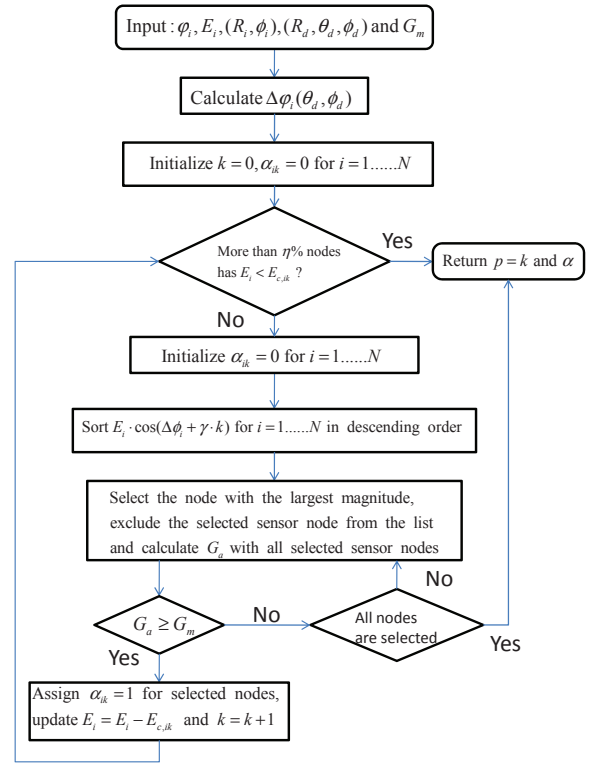 Input : φ_i, E_i, (R_i, ϕ_i), (R_d, θ_d, ϕ_d) and G_m
Calculate Δφ_i(θ_d, ϕ_d)
Initialize k = 0, α_ik = 0 for i = 1......N
More than η% nodes
has E_i < E_c,ik ?
Yes
Return p = k and α
No
Initialize α_ik = 0 for i = 1......N
Sort E_i · cos(Δϕ_i + γ · k) for i = 1......N in descending order
Select the node with the largest magnitude,
exclude the selected sensor node from the list
and calculate G_a with all selected sensor nodes
No
G_a ≥ G_m
No
All nodes
are selected
Yes
Yes
Assign α_ik = 1 for selected nodes,
update E_i = E_i − E_c,ik and k = k + 1